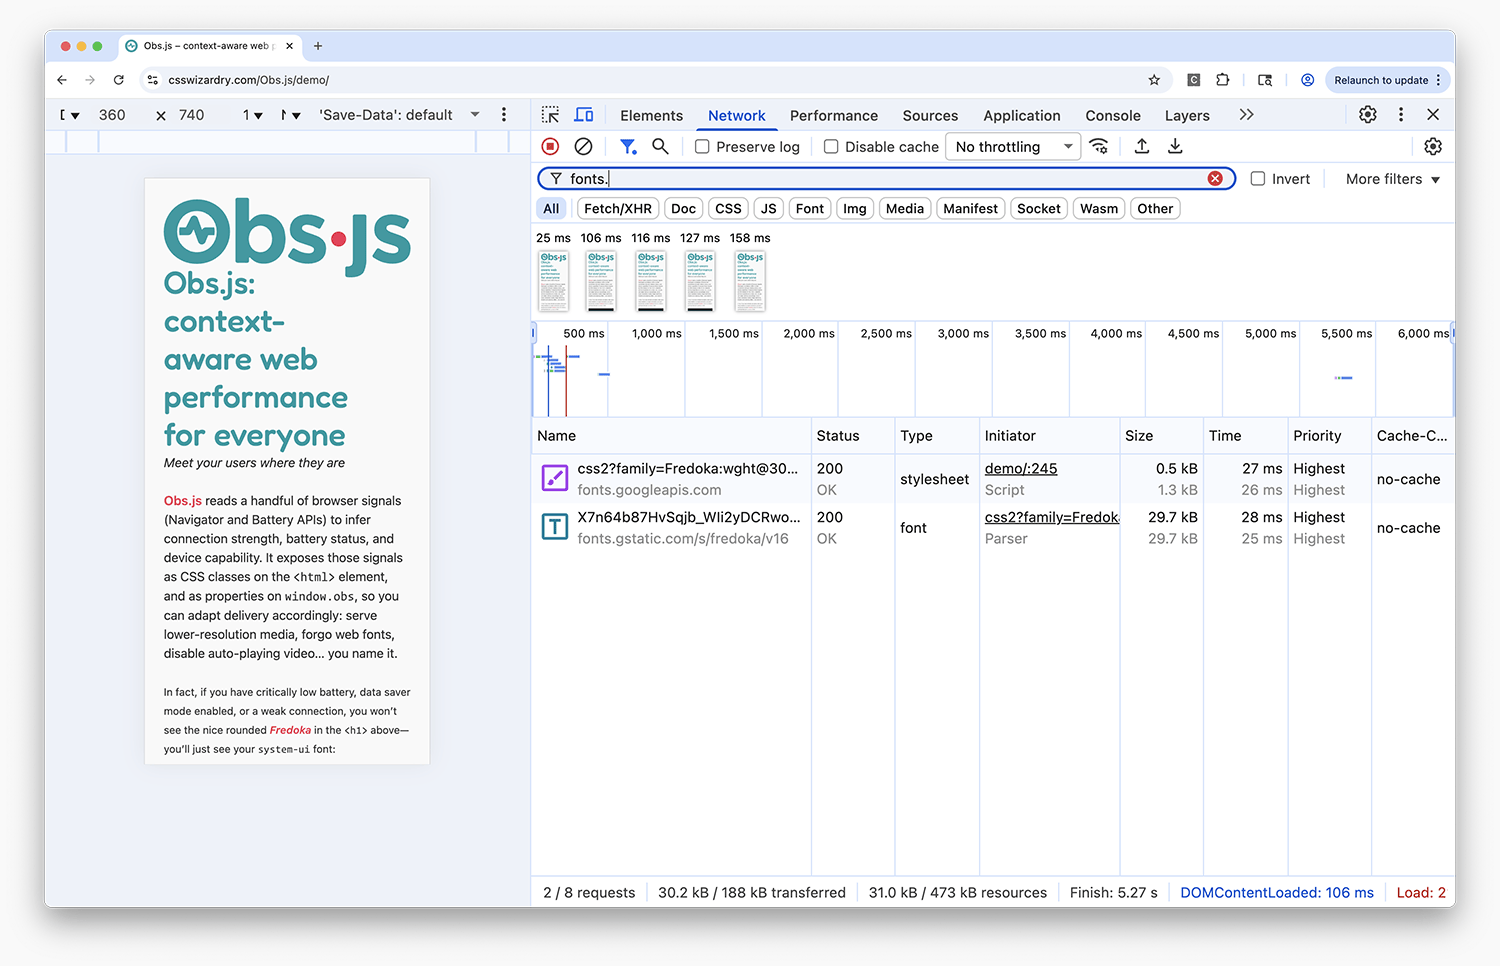 Obs.js – context-aware web p
csswizardry.com/Obs.js/demo/
Relaunch to update
360 × 740 1 'Save-Data': default
Elements Network Performance Sources Application Console Layers
Preserve log Disable cache No throttling
fonts.
Invert More filters
All Fetch/XHR Doc CSS JS Font Img Media Manifest Socket Wasm Other
25 ms 106 ms 116 ms 127 ms 158 ms
500 ms 1,000 ms 1,500 ms 2,000 ms 2,500 ms 3,000 ms 3,500 ms 4,000 ms 4,500 ms 5,000 ms 5,500 ms 6,000 ms
Name Status Type Initiator Size Time Priority Cache-C...
css2?family=Fredoka:wght@30... 200 stylesheet demo/:245 0.5 kB 27 ms Highest no-cache
fonts.googleapis.com OK Script 1.3 kB 26 ms Highest
X7n64b87HvSqjb_WIi2yDCRwo... 200 font css2?family=Fredoka 29.7 kB 28 ms Highest no-cache
fonts.gstatic.com/s/fredoka/v16 OK Parser 29.7 kB 25 ms Highest
2 / 8 requests 30.2 kB / 188 kB transferred 31.0 kB / 473 kB resources Finish: 5.27 s DOMContentLoaded: 106 ms Load: 2
Obs.js
Obs.js:
context-
aware web
performance
for everyone
Meet your users where they are
Obs.js reads a handful of browser signals
(Navigator and Battery APIs) to infer
connection strength, battery status, and
device capability. It exposes those signals
as CSS classes on the <html> element,
and as properties on window.obs, so you
can adapt delivery accordingly: serve
lower-resolution media, forgo web fonts,
disable auto-playing video… you name it.
In fact, if you have critically low battery, data saver
mode enabled, or a weak connection, you won’t
see the nice rounded Fredoka in the <h1> above—
you’ll just see your system-ui font: